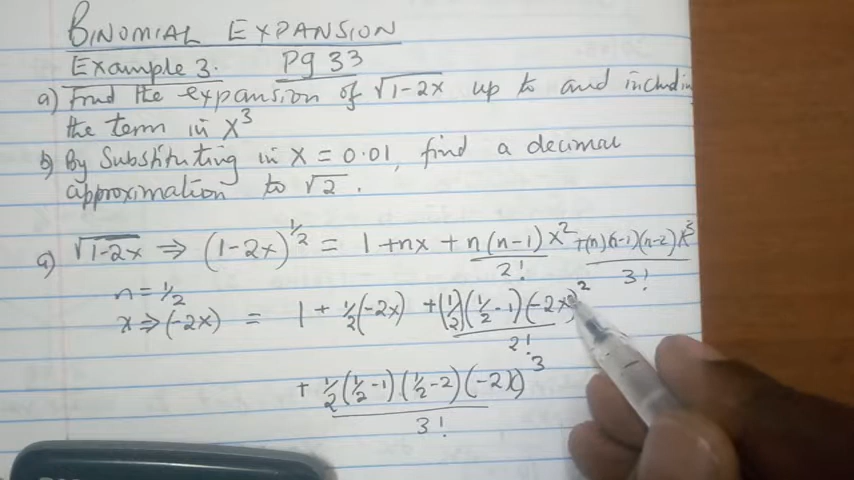 BINOMIAL EXPANSION
Example 3. Pg 33
a) Find the expansion of √1-2x up to and includin
the term in x³
b) By Substituting in x = 0.01, find a decimal
approximation to √2.
a) √1-2x ⇒ (1-2x)^1/2 = 1 + nx + n(n-1)x²/2! + (n)(n-1)(n-2)x³/3!
n = 1/2
x ⇒ (-2x) = 1 + 1/2(-2x) + (1/2)(1/2-1)(-2x)²/2!
+ 1/2(1/2-1)(1/2-2)(-2x)³/3!